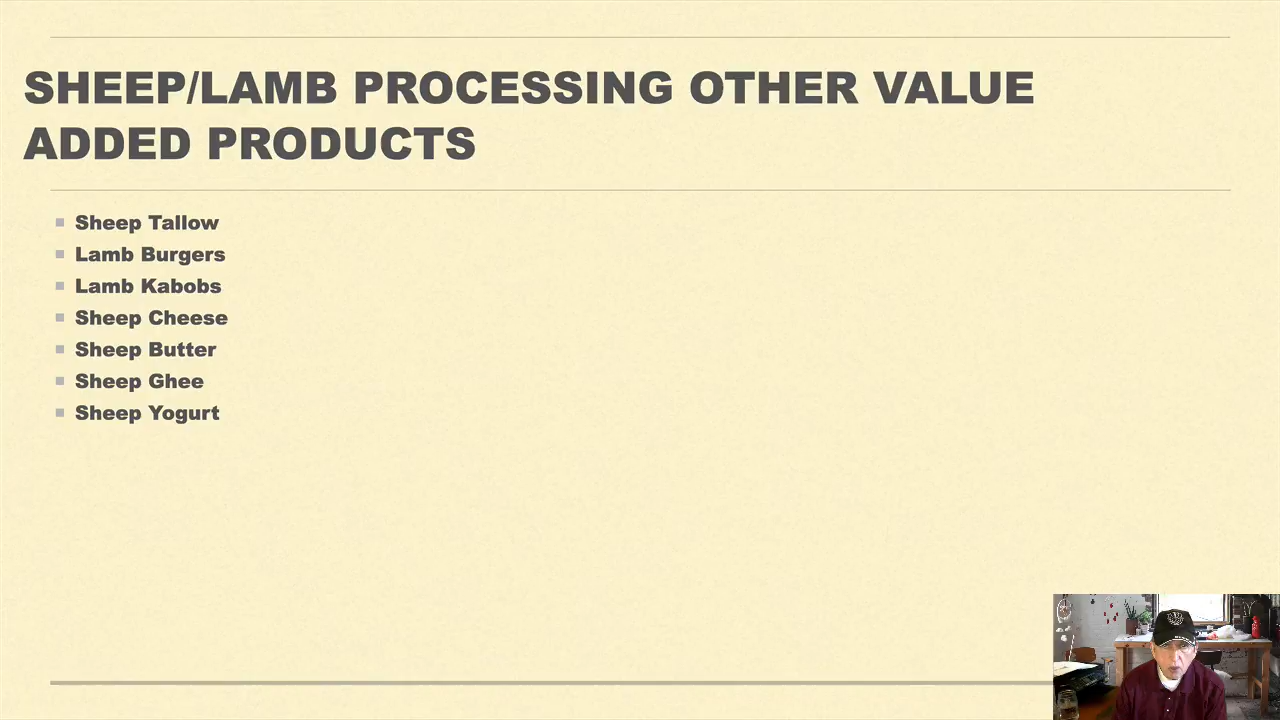 SHEEP/LAMB PROCESSING OTHER VALUE
ADDED PRODUCTS
Sheep Tallow
Lamb Burgers
Lamb Kabobs
Sheep Cheese
Sheep Butter
Sheep Ghee
Sheep Yogurt